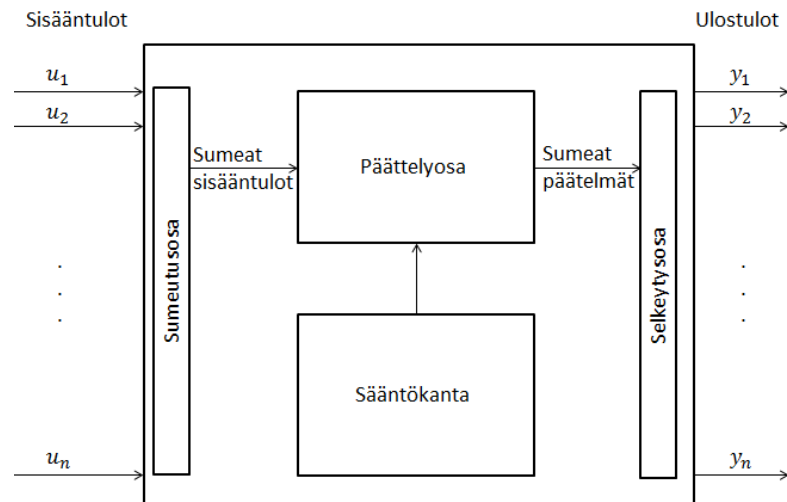 Sisääntulot
Ulostulot
u₁
u₂
uₙ
Sumeutusosa
Sumeat
sisääntulot
Päättelyosa
Sumeat
päätelmät
Sääntökanta
Selkeytysosa
y₁
y₂
yₙ